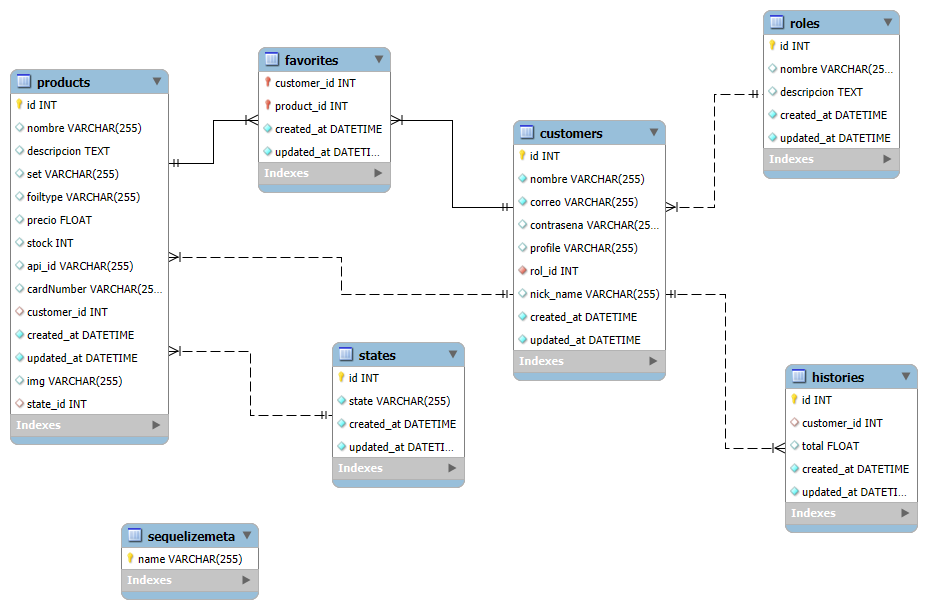 products
id INT
nombre VARCHAR(255)
descripcion TEXT
set VARCHAR(255)
foiltype VARCHAR(255)
precio FLOAT
stock INT
api_id VARCHAR(255)
cardNumber VARCHAR(25...
customer_id INT
created_at DATETIME
updated_at DATETIME
img VARCHAR(255)
state_id INT
Indexes
favorites
customer_id INT
product_id INT
created_at DATETIME
updated_at DATETI...
Indexes
customers
id INT
nombre VARCHAR(255)
correo VARCHAR(255)
contrasena VARCHAR(25...
profile VARCHAR(255)
rol_id INT
nick_name VARCHAR(255)
created_at DATETIME
updated_at DATETIME
Indexes
roles
id INT
nombre VARCHAR(25...
descripcion TEXT
created_at DATETIME
updated_at DATETIME
Indexes
states
id INT
state VARCHAR(255)
created_at DATETIME
updated_at DATETI...
Indexes
histories
id INT
customer_id INT
total FLOAT
created_at DATETIME
updated_at DATETI...
Indexes
sequelizemeta
name VARCHAR(255)
Indexes